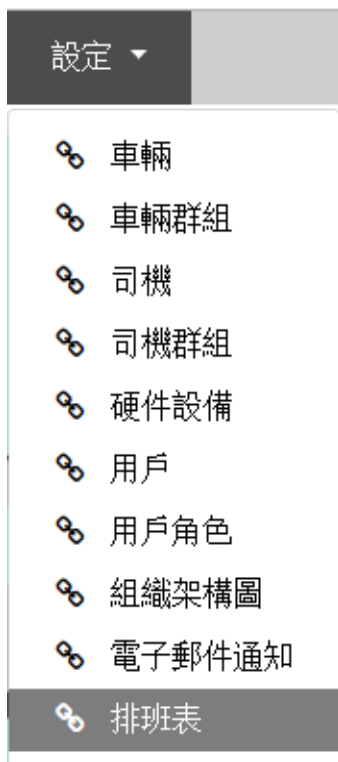 設定
車輛
車輛群組
司機
司機群組
硬件設備
用戶
用戶角色
組織架構圖
電子郵件通知
排班表